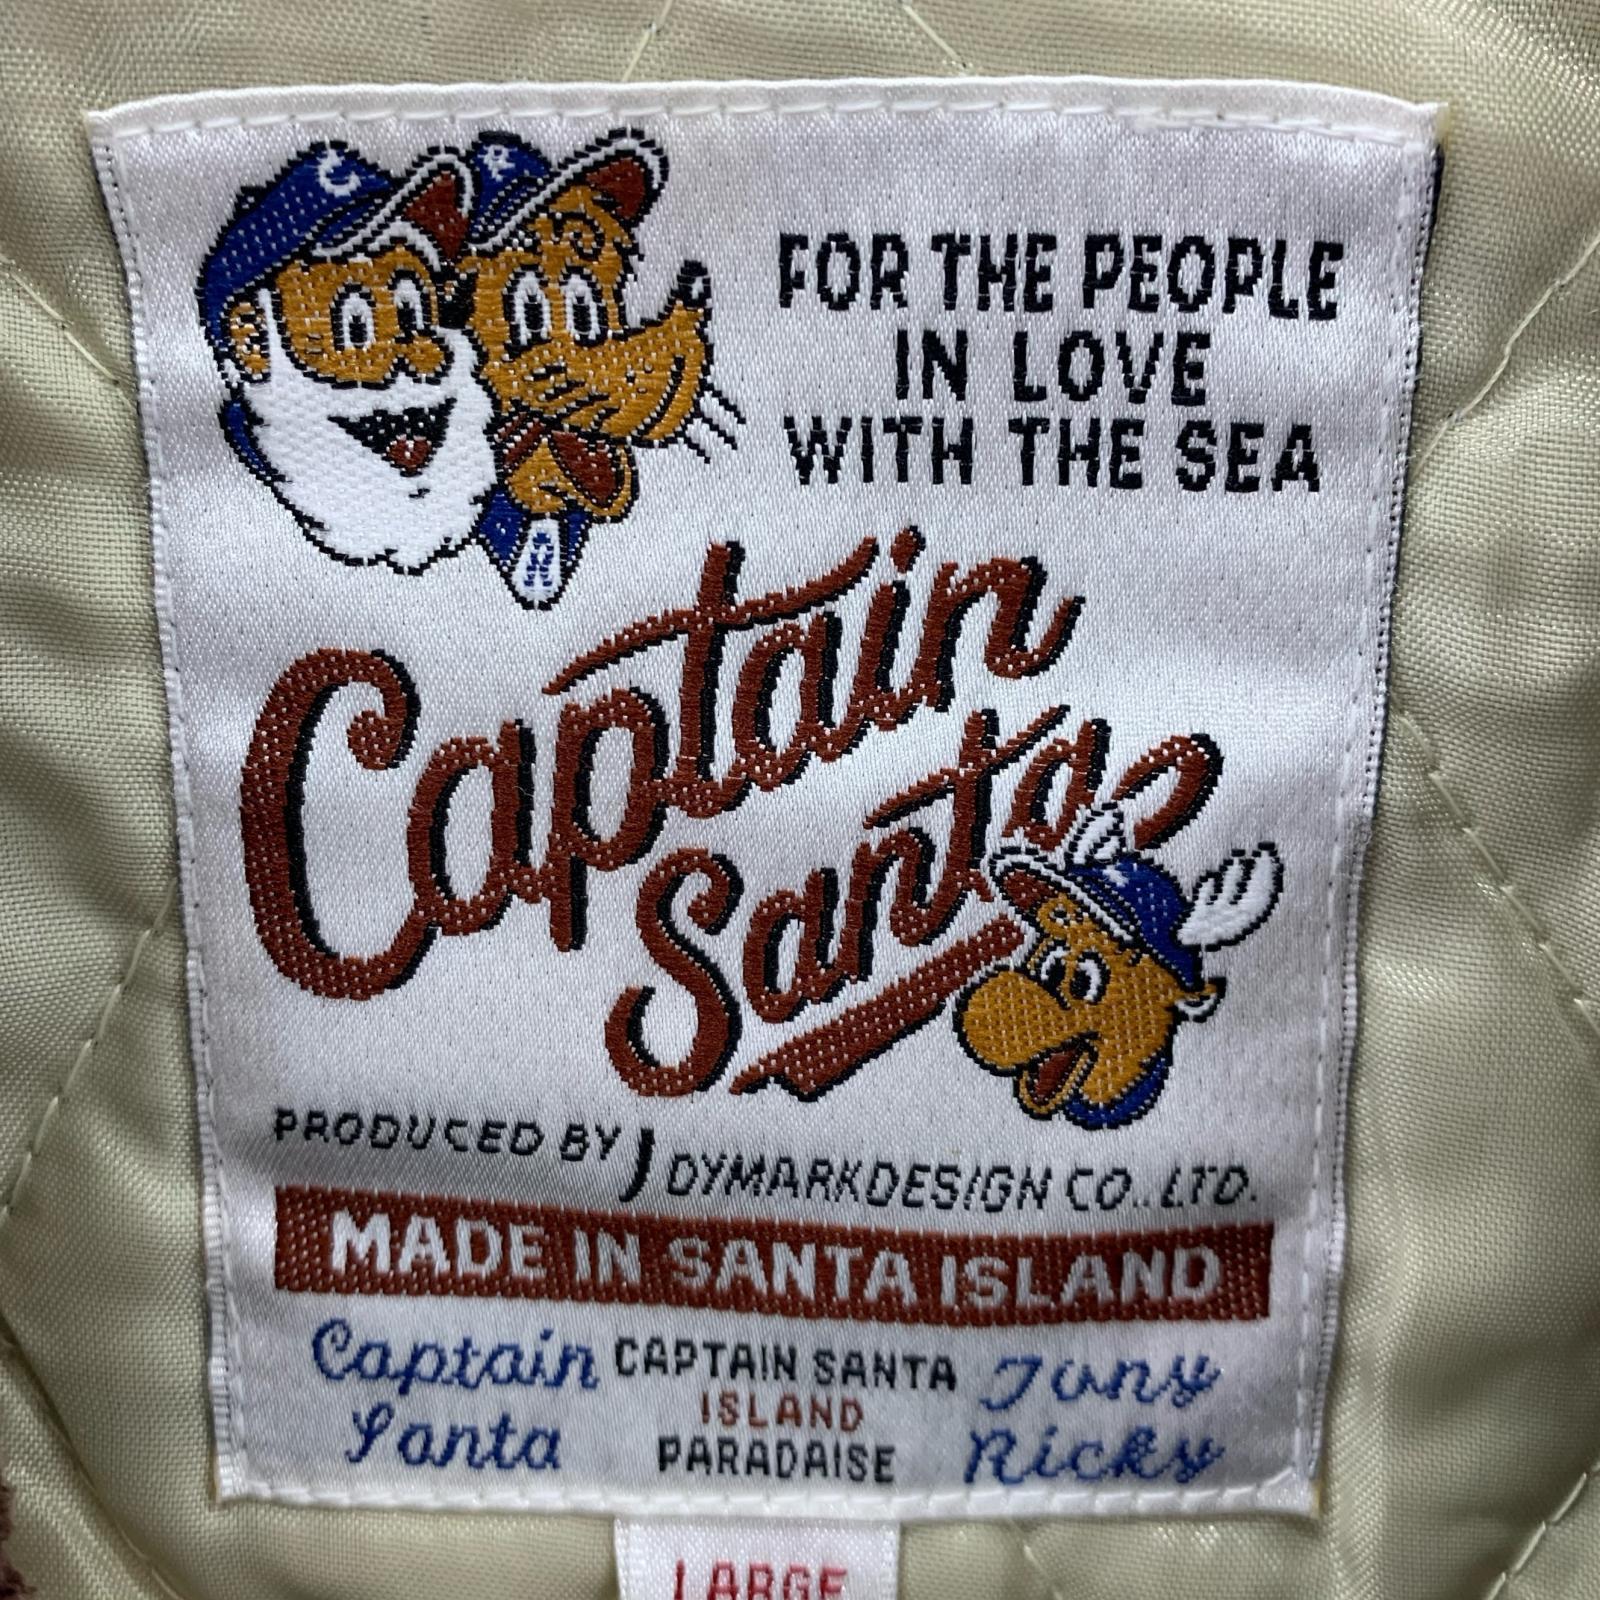 C
R
R
FOR THE PEOPLE
IN LOVE
WITH THE SEA
Captain
Santa
PRODUCED BY J DYMARKDESIGN CO.. LTD.
MADE IN SANTA ISLAND
Captain
Santa
CAPTAIN SANTA
ISLAND
PARADAISE
Tony
Ricky
LARGE